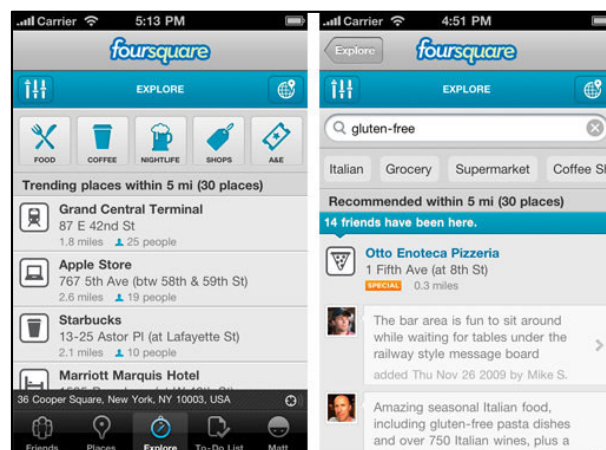 Carrier 5:13 PM
foursquare
EXPLORE
FOOD COFFEE NIGHTLIFE SHOPS A&E
Trending places within 5 mi (30 places)
Grand Central Terminal
87 E 42nd St
1.8 miles 25 people
Apple Store
767 5th Ave (btw 58th & 59th St)
2.6 miles 19 people
Starbucks
13-25 Astor Pl (at Lafayette St)
2.1 miles 10 people
Marriott Marquis Hotel
36 Cooper Square, New York, NY 10003, USA
Friends Places Explore To-Do List Matt
Carrier 4:51 PM
Explore foursquare
EXPLORE
gluten-free
Italian Grocery Supermarket Coffee Sh
Recommended within 5 mi (30 places)
14 friends have been here.
Otto Enoteca Pizzeria
1 Fifth Ave (at 8th St)
SPECIAL 0.3 miles
The bar area is fun to sit around
while waiting for tables under the
railway style message board
added Thu Nov 26 2009 by Mike S.
Amazing seasonal Italian food,
including gluten-free pasta dishes
and over 750 Italian wines, plus a